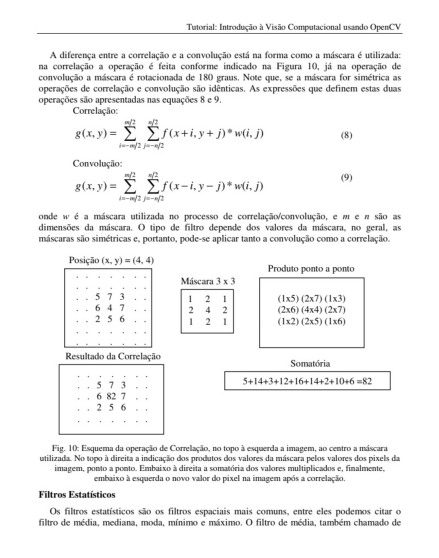 Tutorial: Introdução à Visão Computacional usando OpenCV
A diferença entre a correlação e a convolução está na forma como a máscara é utilizada:
na correlação a operação é feita conforme indicado na Figura 10, já na operação de
convolução a máscara é rotacionada de 180 graus. Note que, se a máscara for simétrica as
operações de correlação e convolução são idênticas. As expressões que definem estas duas
operações são apresentadas nas equações 8 e 9.
Correlação:
g(x, y) = ∑_{i=-m/2}^{m/2} ∑_{j=-n/2}^{n/2} f(x+i, y+j) * w(i, j) (8)
Convolução:
g(x, y) = ∑_{i=-m/2}^{m/2} ∑_{j=-n/2}^{n/2} f(x-i, y-j) * w(i, j) (9)
onde w é a máscara utilizada no processo de correlação/convolução, e m e n são as
dimensões da máscara. O tipo de filtro depende dos valores da máscara, no geral, as
máscaras são simétricas e, portanto, pode-se aplicar tanto a convolução como a correlação.
Posição (x, y) = (4, 4)
. . . . . . .
. . . . . . .
. . 5 7 3 . .
. . 6 4 7 . .
. . 2 5 6 . .
. . . . . . .
. . . . . . .
Máscara 3 x 3
1 2 1
2 4 2
1 2 1
Produto ponto a ponto
(1x5) (2x7) (1x3)
(2x6) (4x4) (2x7)
(1x2) (2x5) (1x6)
Resultado da Correlação
. . . . . . .
. . 5 7 3 . .
. . 6 82 7 . .
. . 2 5 6 . .
. . . . . . .
Somatória
5+14+3+12+16+14+2+10+6 =82
Fig. 10: Esquema da operação de Correlação, no topo à esquerda a imagem, ao centro a máscara
utilizada. No topo à direita a indicação dos produtos dos valores da máscara pelos valores dos pixels da
imagem, ponto a ponto. Embaixo à direita a somatória dos valores multiplicados e, finalmente,
embaixo à esquerda o novo valor do pixel na imagem após a correlação.
Filtros Estatísticos
Os filtros estatísticos são os filtros espaciais mais comuns, entre eles podemos citar o
filtro de média, mediana, moda, mínimo e máximo. O filtro de média, também chamado de